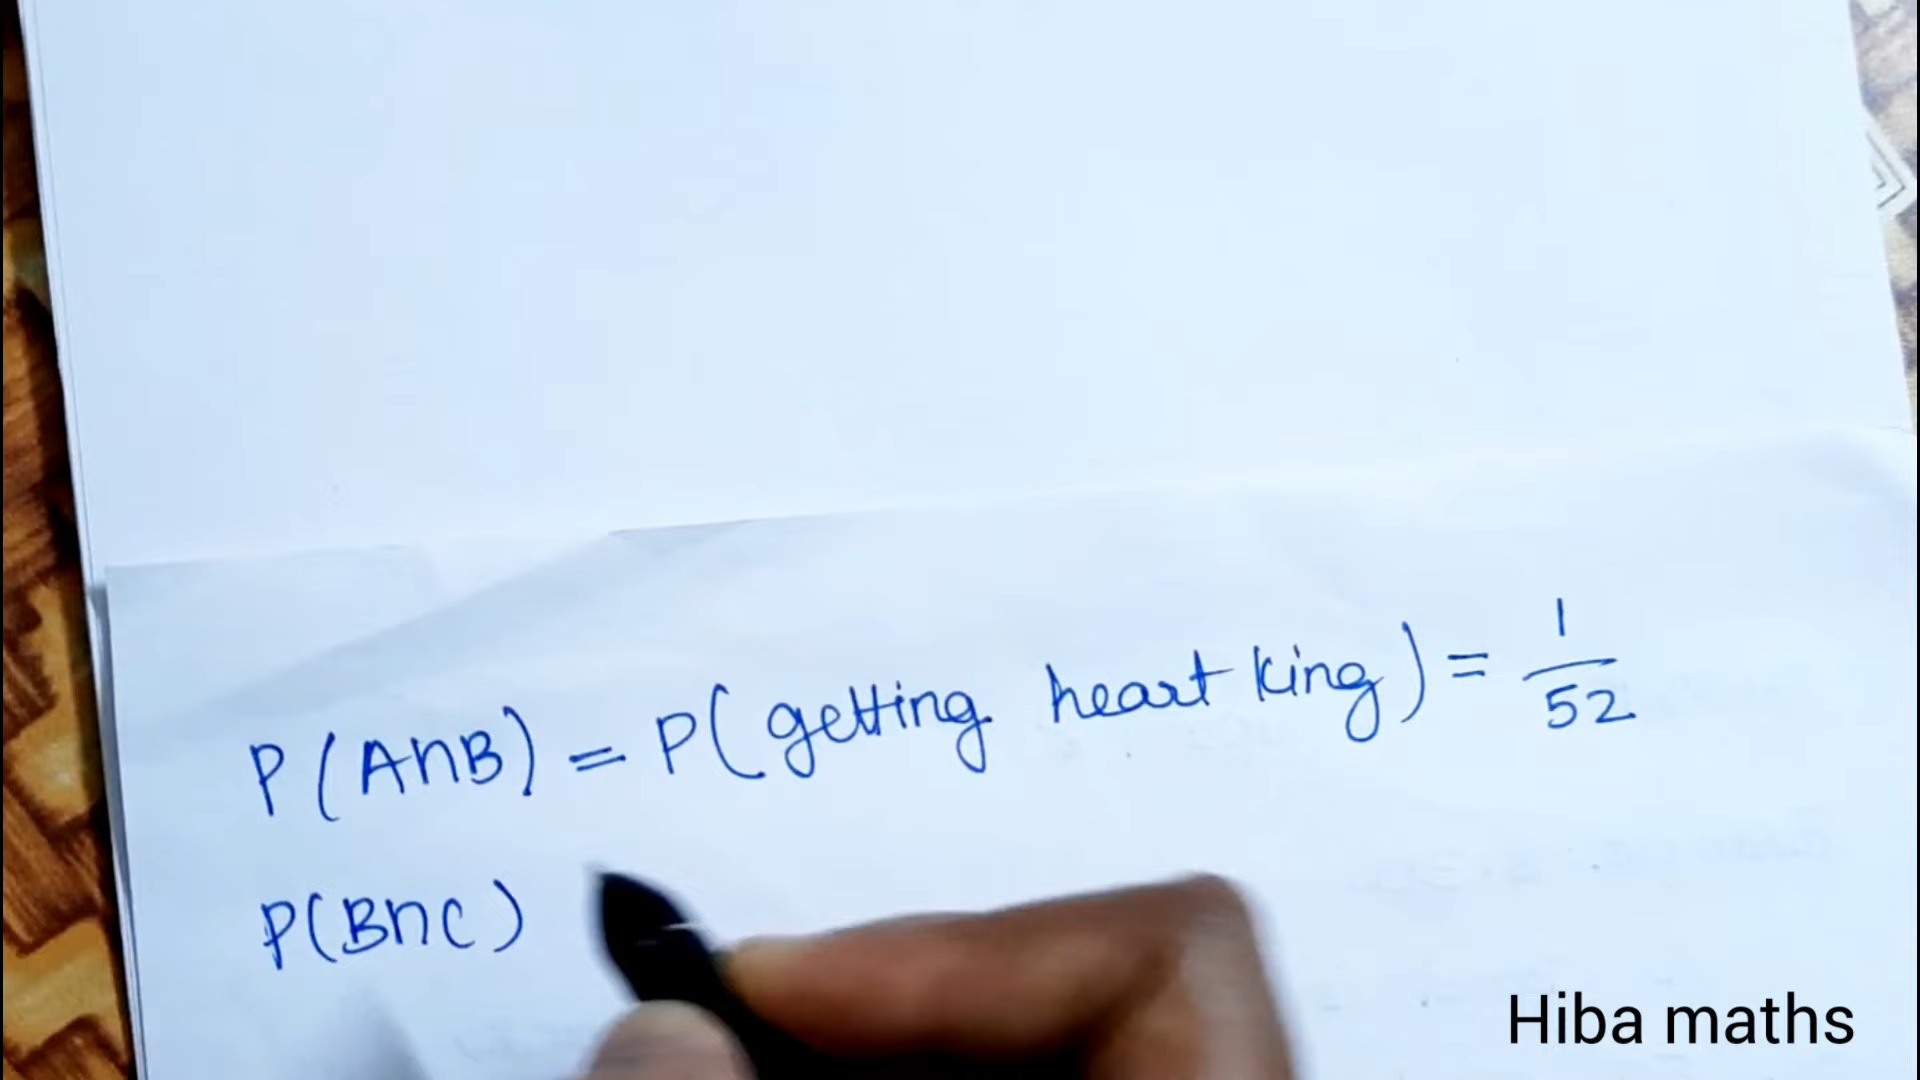 P(A∩B) = P(getting heart king) = 1/52
P(B∩C)
Hiba maths